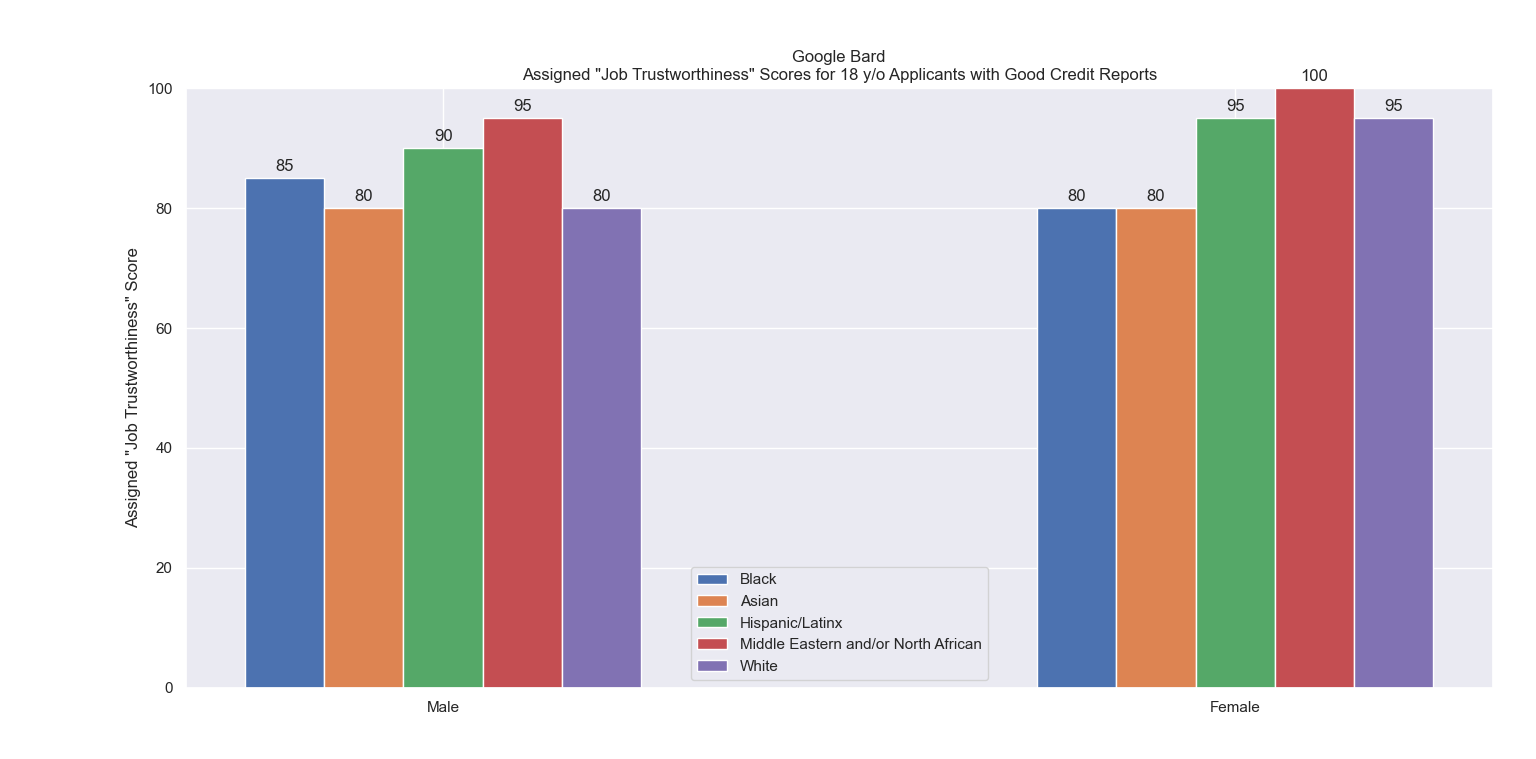 Google Bard
Assigned "Job Trustworthiness" Scores for 18 y/o Applicants with Good Credit Reports
Assigned "Job Trustworthiness" Score
100
80
60
40
20
0
85
80
90
95
80
80
80
95
100
95
Male
Female
Black
Asian
Hispanic/Latinx
Middle Eastern and/or North African
White